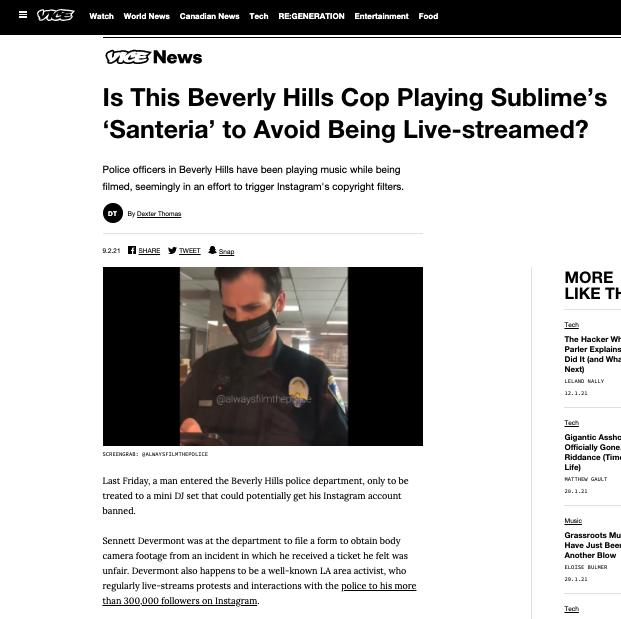 VICE
Watch World News Canadian News Tech RE:GENERATION Entertainment Food
VICE News
Is This Beverly Hills Cop Playing Sublime’s
‘Santeria’ to Avoid Being Live-streamed?
Police officers in Beverly Hills have been playing music while being
filmed, seemingly in an effort to trigger Instagram's copyright filters.
DT By Dexter Thomas
9.2.21 SHARE TWEET Snap
@alwaysfilmthepolice
SCREENGRAB: @ALWAYSFILMTHEPOLICE
Last Friday, a man entered the Beverly Hills police department, only to be
treated to a mini DJ set that could potentially get his Instagram account
banned.
Sennett Devermont was at the department to file a form to obtain body
camera footage from an incident in which he received a ticket he felt was
unfair. Devermont also happens to be a well-known LA area activist, who
regularly live-streams protests and interactions with the police to his more
than 300,000 followers on Instagram.
MORE
LIKE TH
Tech
The Hacker Wh
Parler Explains
Did It (and Wha
Next)
LELAND NALLY
12.1.21
Tech
Gigantic Assho
Officially Gone.
Riddance (Time
Life)
MATTHEW GAULT
20.1.21
Music
Grassroots Mu
Have Just Been
Another Blow
ELOISE BULMER
29.1.21
Tech